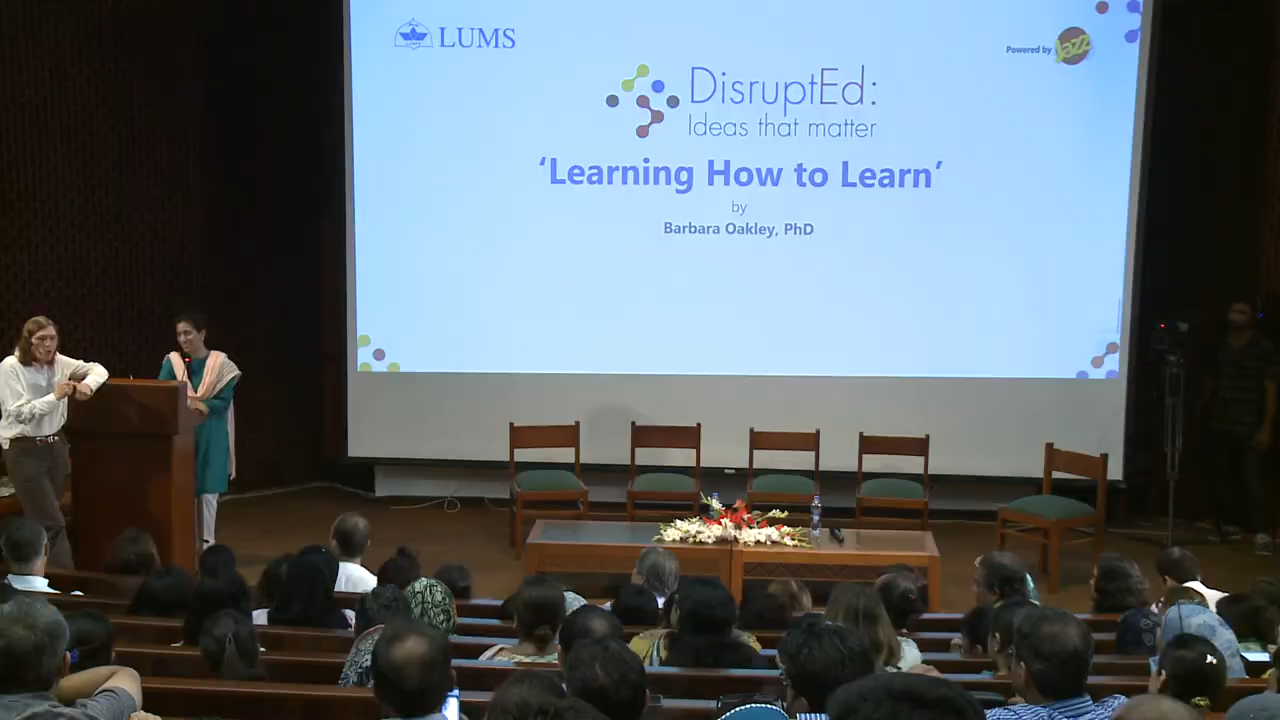 LUMS
Powered by Jazz
DisruptEd:
Ideas that matter
‘Learning How to Learn’
by
Barbara Oakley, PhD